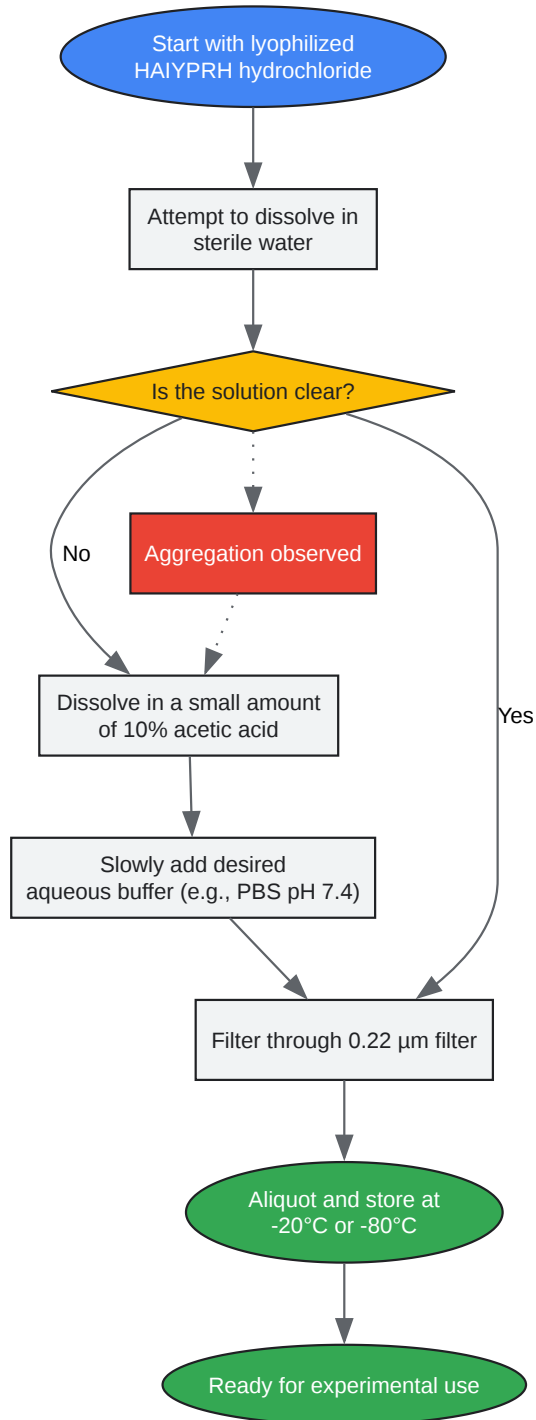 Start with lyophilized
HAIYPRH hydrochloride
Attempt to dissolve in
sterile water
Is the solution clear?
Aggregation observed
No
Dissolve in a small amount
of 10% acetic acid
Yes
Slowly add desired
aqueous buffer (e.g., PBS pH 7.4)
Filter through 0.22 µm filter
Aliquot and store at
-20°C or -80°C
Ready for experimental use